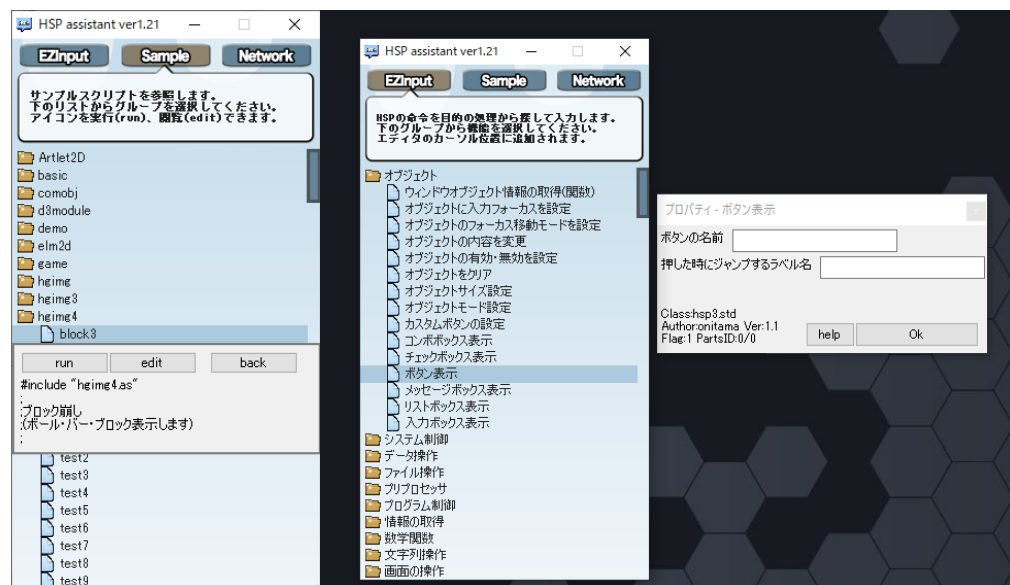 HSP assistant ver1.21
EZInput Sample Network
サンプルスクリプトを参照します。
下のリストからグループを選択してください。
アイコンを実行(run)、閲覧(edit)できます。
Artlet2D
basic
comobj
d3module
demo
elm2d
game
hgimg
hgimg3
hgimg4
block3
run edit back
#include "hgimg4.as"
;
;ブロック崩し
;(ボール・バー・ブロック表示します)
;
test2
test3
test4
test5
test6
test7
test8
test9
HSP assistant ver1.21
EZInput Sample Network
HSPの命令を目的の処理から探して入力します。
下のグループから機能を選択してください。
エディタのカーソル位置に追加されます。
オブジェクト
ウィンドウオブジェクト情報の取得(関数)
オブジェクトに入力フォーカスを設定
オブジェクトのフォーカス移動モードを設定
オブジェクトの内容を変更
オブジェクトの有効・無効を設定
オブジェクトをクリア
オブジェクトサイズ設定
オブジェクトモード設定
カスタムボタンの設定
コンボボックス表示
チェックボックス表示
ボタン表示
メッセージボックス表示
リストボックス表示
入力ボックス表示
システム制御
データ操作
ファイル操作
プリプロセッサ
プログラム制御
情報の取得
数学関数
文字列操作
画面の操作
プロパティ - ボタン表示
ボタンの名前
押した時にジャンプするラベル名
Class:hsp3.std
Author:onitama Ver:1.1
Flag:1 PartsID:0/0
help Ok